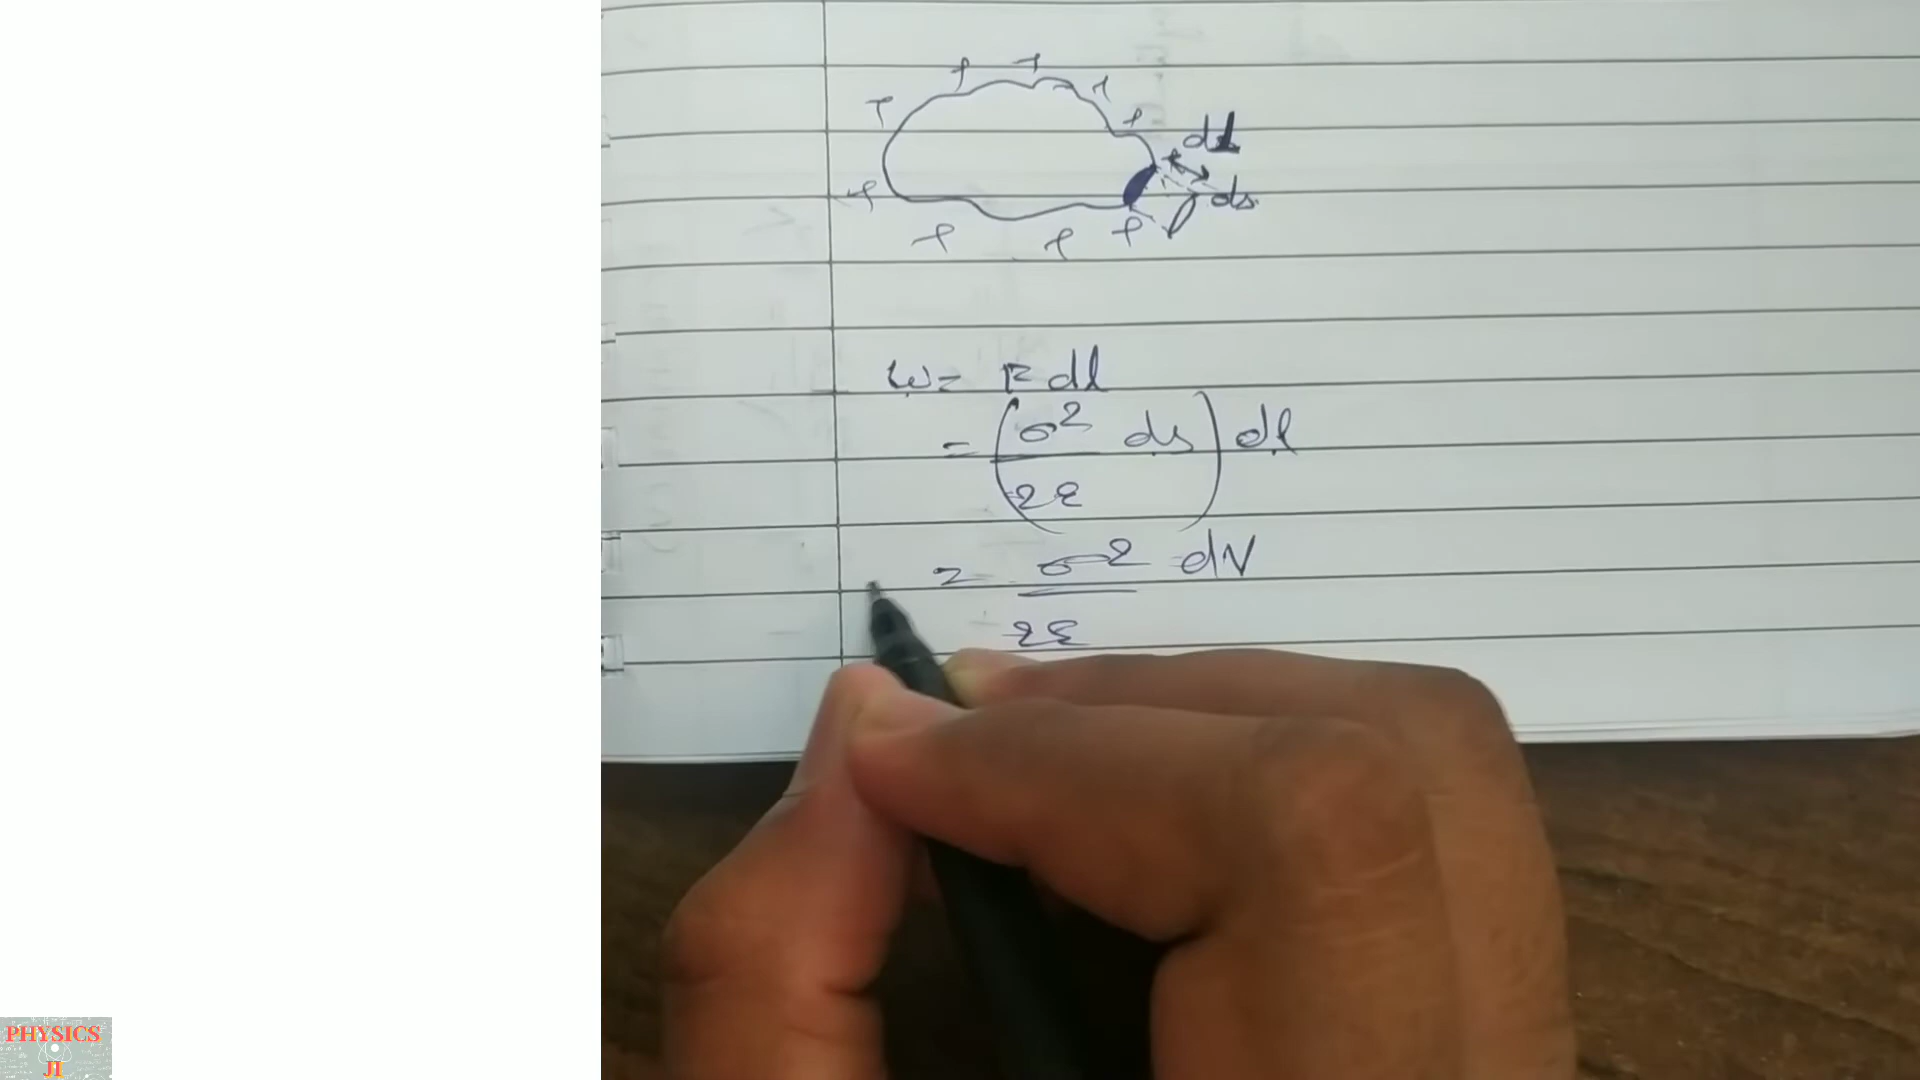 + + + + + + + + + +
dl
ds
W = F dl
= (σ² / 2ε ds) dl
= σ² / 2ε dV
PHYSICS
JI